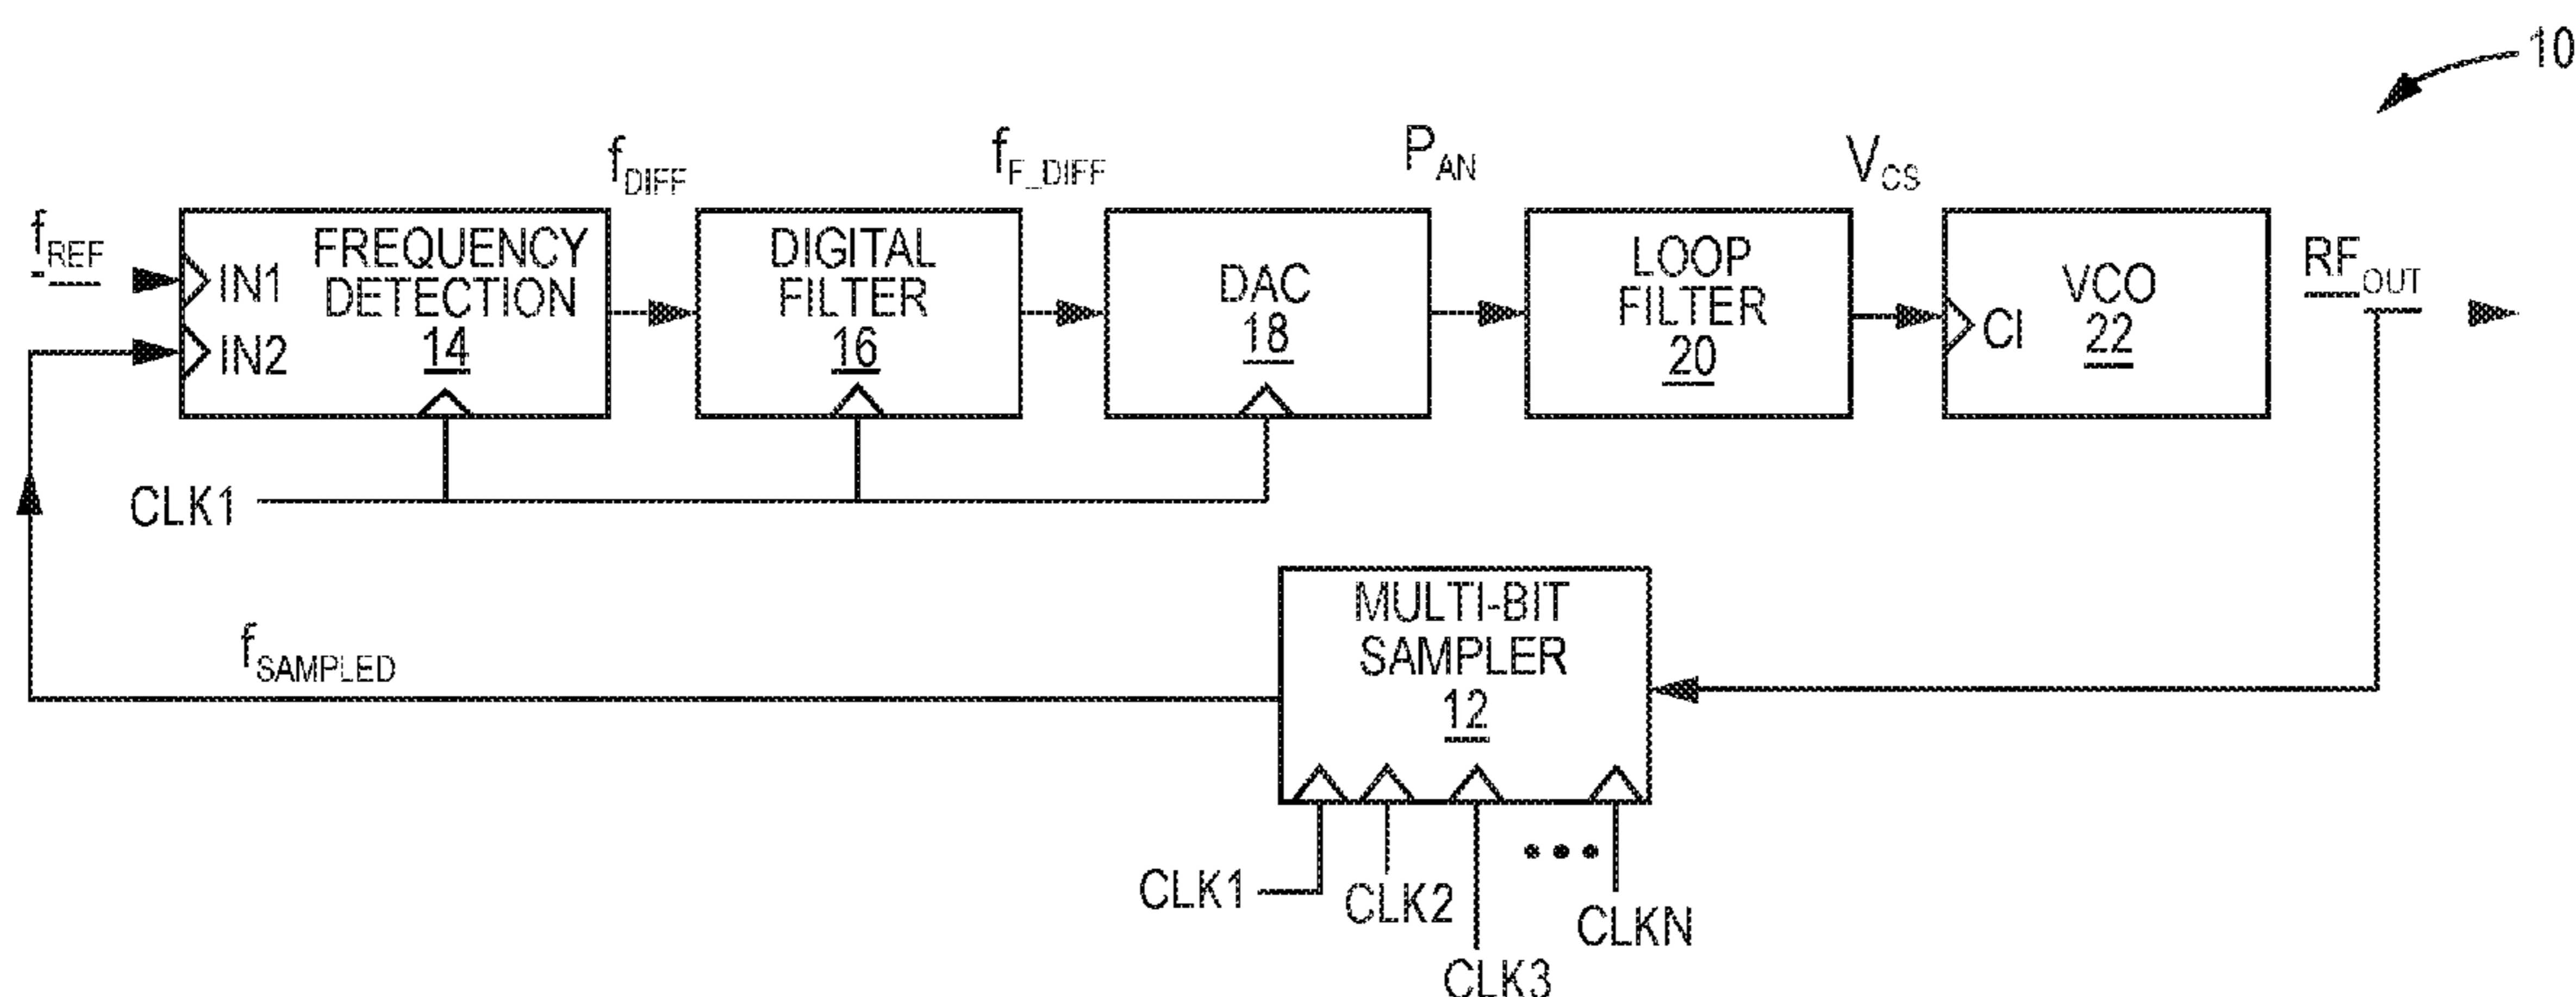 10
f_REF
IN1
IN2
FREQUENCY
DETECTION
14
f_DIFF
DIGITAL
FILTER
16
f_F_DIFF
DAC
18
P_AN
LOOP
FILTER
20
V_CS
CI
VCO
22
RF_OUT
CLK1
f_SAMPLED
MULTI-BIT
SAMPLER
12
CLK1
CLK2
CLK3
•••
CLKN